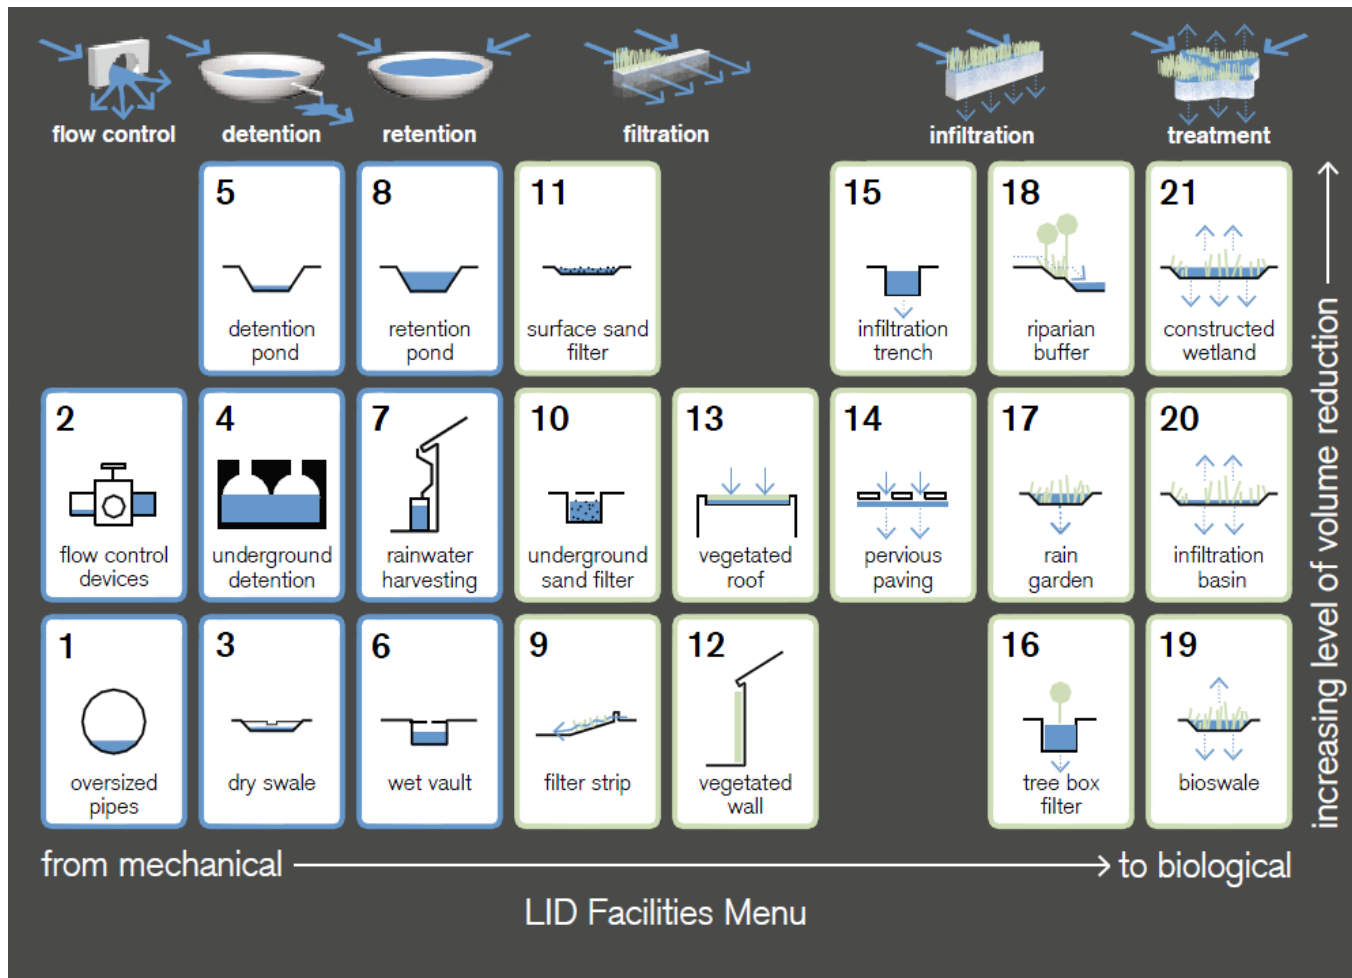 flow control
detention
retention
filtration
infiltration
treatment
5
detention
pond
8
retention
pond
11
surface sand
filter
15
infiltration
trench
18
riparian
buffer
21
constructed
wetland
2
flow control
devices
4
underground
detention
7
rainwater
harvesting
10
underground
sand filter
13
vegetated
roof
14
pervious
paving
17
rain
garden
20
infiltration
basin
1
oversized
pipes
3
dry swale
6
wet vault
9
filter strip
12
vegetated
wall
16
tree box
filter
19
bioswale
increasing level of volume reduction
from mechanical
to biological
LID Facilities Menu